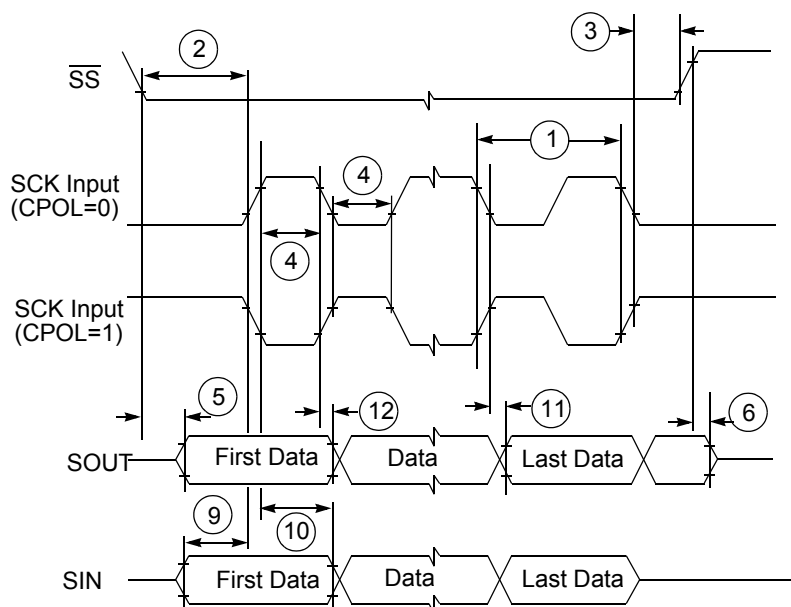 2
3
SS
1
SCK Input
(CPOL=0)
4
4
SCK Input
(CPOL=1)
5
12
11
6
SOUT
First Data
Data
Last Data
9
10
SIN
First Data
Data
Last Data